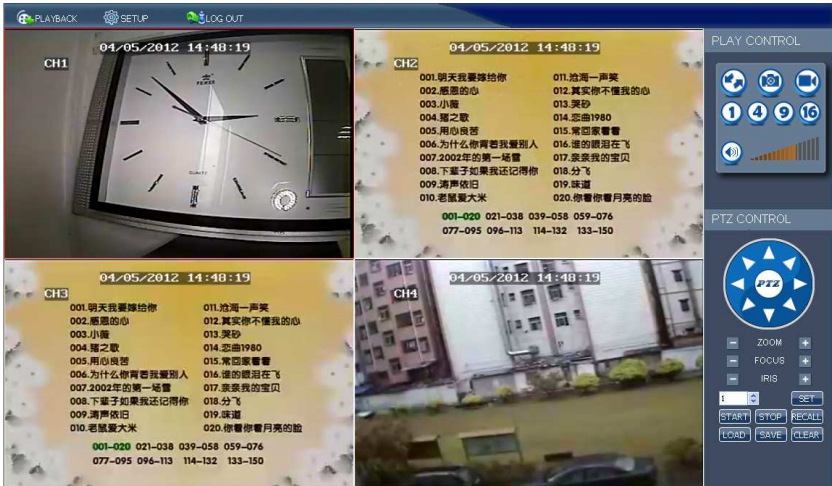 PLAYBACK SETUP LOG OUT
04/05/2012 14:48:19
CH1
QUARTZ
04/05/2012 14:48:19
CH2
001.明天我要嫁给你 011.沧海一声笑
002.感恩的心 012.其实你不懂我的心
003.小薇 013.哭砂
004.猪之歌 014.恋曲1980
005.用心良苦 015.常回家看看
006.为什么你背着我爱别人 016.谁的眼泪在飞
007.2002年的第一场雪 017.亲亲我的宝贝
008.下辈子如果我还记得你 018.分飞
009.涛声依旧 019.味道
010.老鼠爱大米 020.你看你看月亮的脸
001-020 021-038 039-058 059-076
077-095 096-113 114-132 133-150
04/05/2012 14:48:19
CH3
001.明天我要嫁给你 011.沧海一声笑
002.感恩的心 012.其实你不懂我的心
003.小薇 013.哭砂
004.猪之歌 014.恋曲1980
005.用心良苦 015.常回家看看
006.为什么你背着我爱别人 016.谁的眼泪在飞
007.2002年的第一场雪 017.亲亲我的宝贝
008.下辈子如果我还记得你 018.分飞
009.涛声依旧 019.味道
010.老鼠爱大米 020.你看你看月亮的脸
001-020 021-038 039-058 059-076
077-095 096-113 114-132 133-150
04/05/2012 14:48:19
CH4
PLAY CONTROL
1 4 9 16
PTZ CONTROL
PTZ
ZOOM
FOCUS
IRIS
1 SET
START STOP RECALL
LOAD SAVE CLEAR